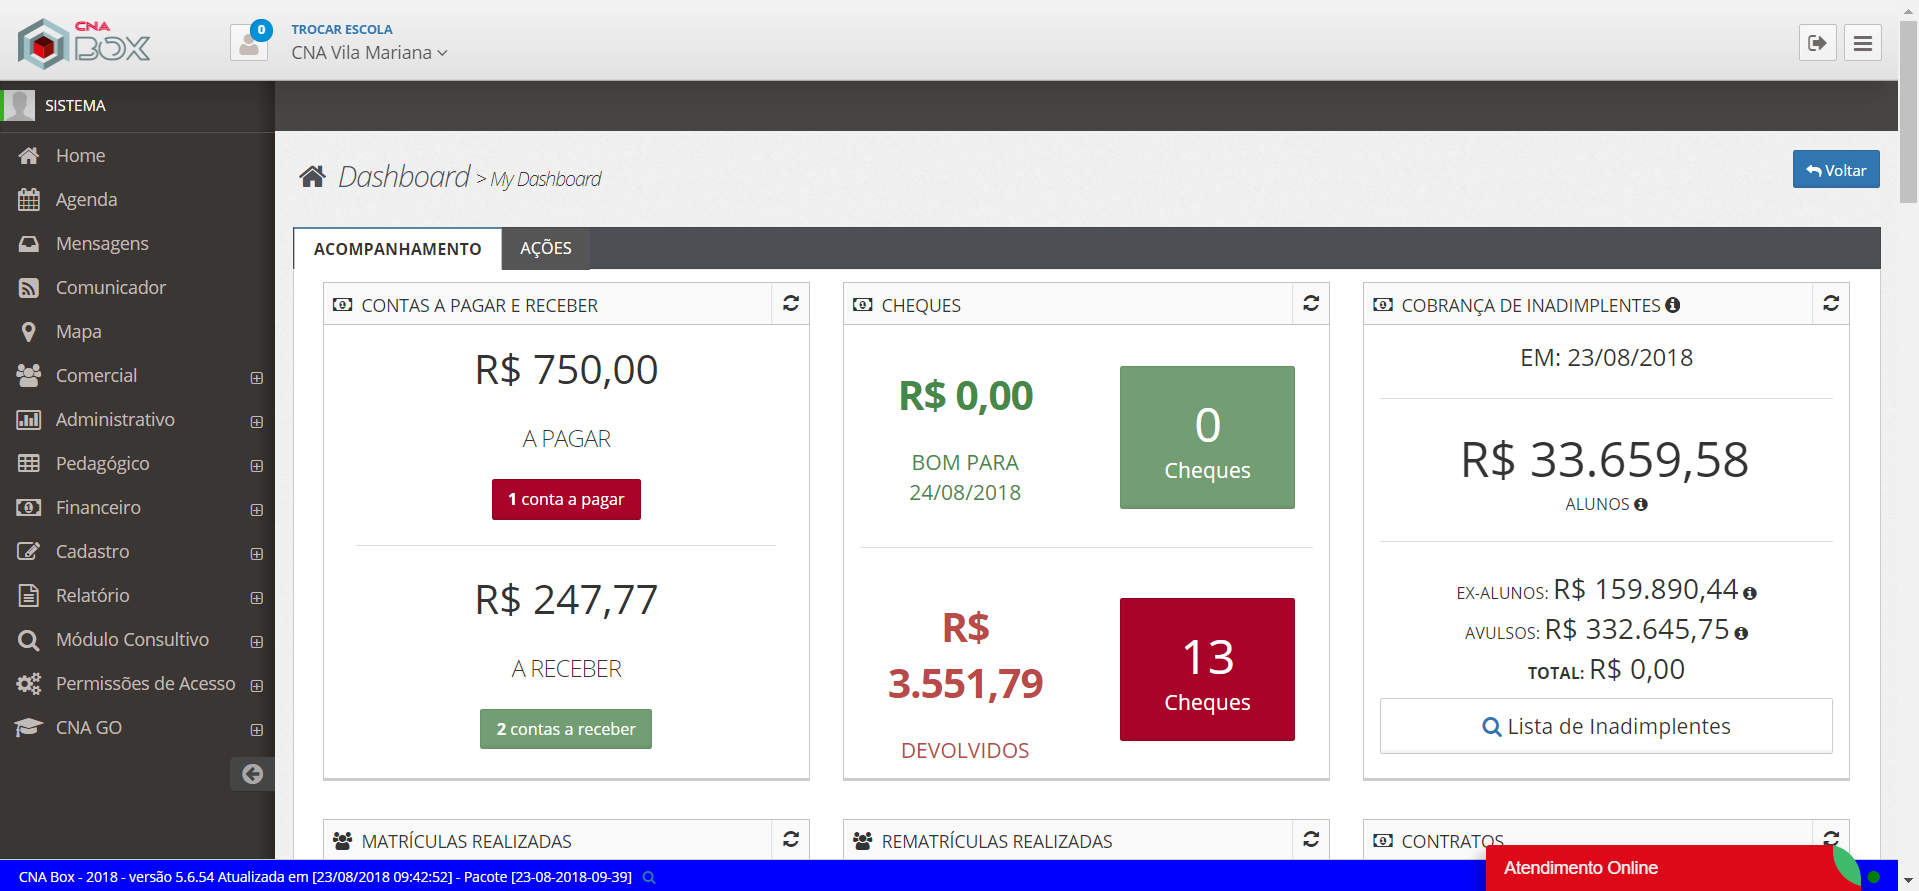 CNA
BOX
0
TROCAR ESCOLA
CNA Vila Mariana
SISTEMA
Home
Agenda
Mensagens
Comunicador
Mapa
Comercial
Administrativo
Pedagógico
Financeiro
Cadastro
Relatório
Módulo Consultivo
Permissões de Acesso
CNA GO
Dashboard > My Dashboard
Voltar
ACOMPANHAMENTO
AÇÕES
CONTAS A PAGAR E RECEBER
R$ 750,00
A PAGAR
1 conta a pagar
R$ 247,77
A RECEBER
2 contas a receber
CHEQUES
R$ 0,00
BOM PARA
24/08/2018
0
Cheques
R$
3.551,79
DEVOLVIDOS
13
Cheques
COBRANÇA DE INADIMPLENTES
EM: 23/08/2018
R$ 33.659,58
ALUNOS
EX-ALUNOS: R$ 159.890,44
AVULSOS: R$ 332.645,75
TOTAL: R$ 0,00
Lista de Inadimplentes
MATRÍCULAS REALIZADAS
REMATRÍCULAS REALIZADAS
CONTRATOS
CNA Box - 2018 - versão 5.6.54 Atualizada em [23/08/2018 09:42:52] - Pacote [23-08-2018-09-39]
Atendimento Online